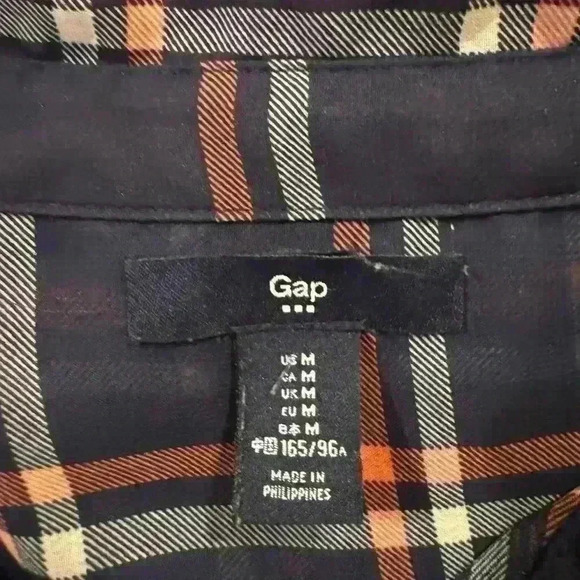 Gap
US M
CA M
UK M
EU M
日本 M
中国 165/96A
MADE IN
PHILIPPINES